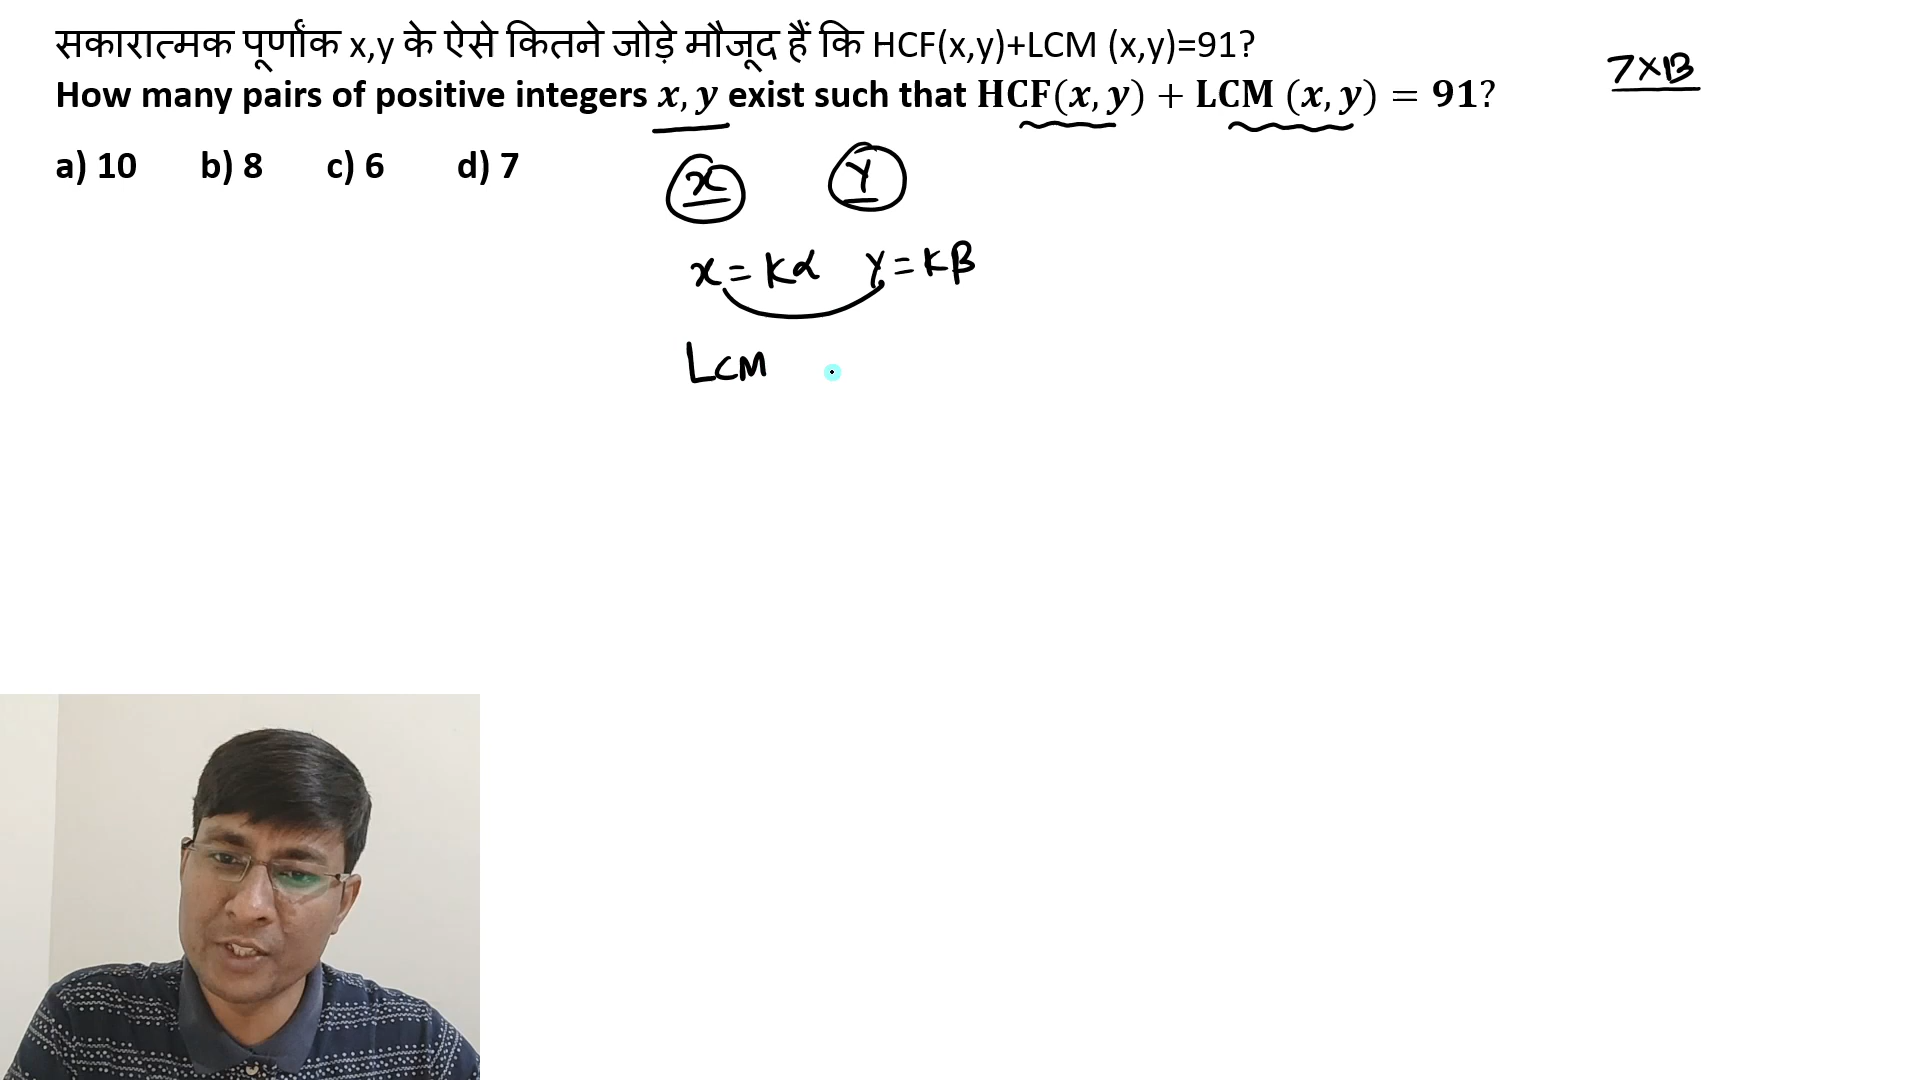 सकारात्मक पूर्णांक x,y के ऐसे कितने जोड़े मौजूद हैं कि HCF(x,y)+LCM (x,y)=91?
7×13
How many pairs of positive integers x, y exist such that HCF(x, y) + LCM (x, y) = 91?
a) 10 b) 8 c) 6 d) 7
x y
x = kα y = kβ
LCM